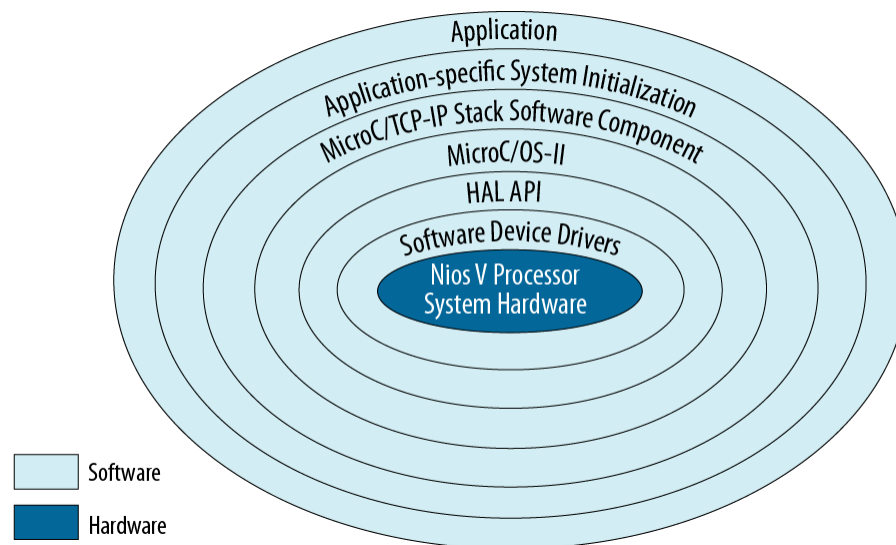 Application
Application-specific System Initialization
MicroC/TCP-IP Stack Software Component
MicroC/OS-II
HAL API
Software Device Drivers
Nios V Processor
System Hardware
Software
Hardware